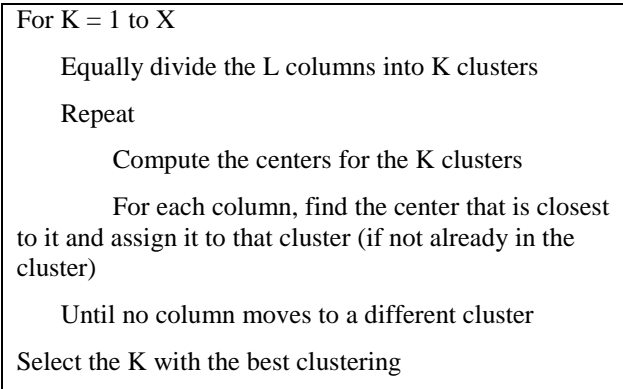 For K = 1 to X
Equally divide the L columns into K clusters
Repeat
Compute the centers for the K clusters
For each column, find the center that is closest
to it and assign it to that cluster (if not already in the
cluster)
Until no column moves to a different cluster
Select the K with the best clustering